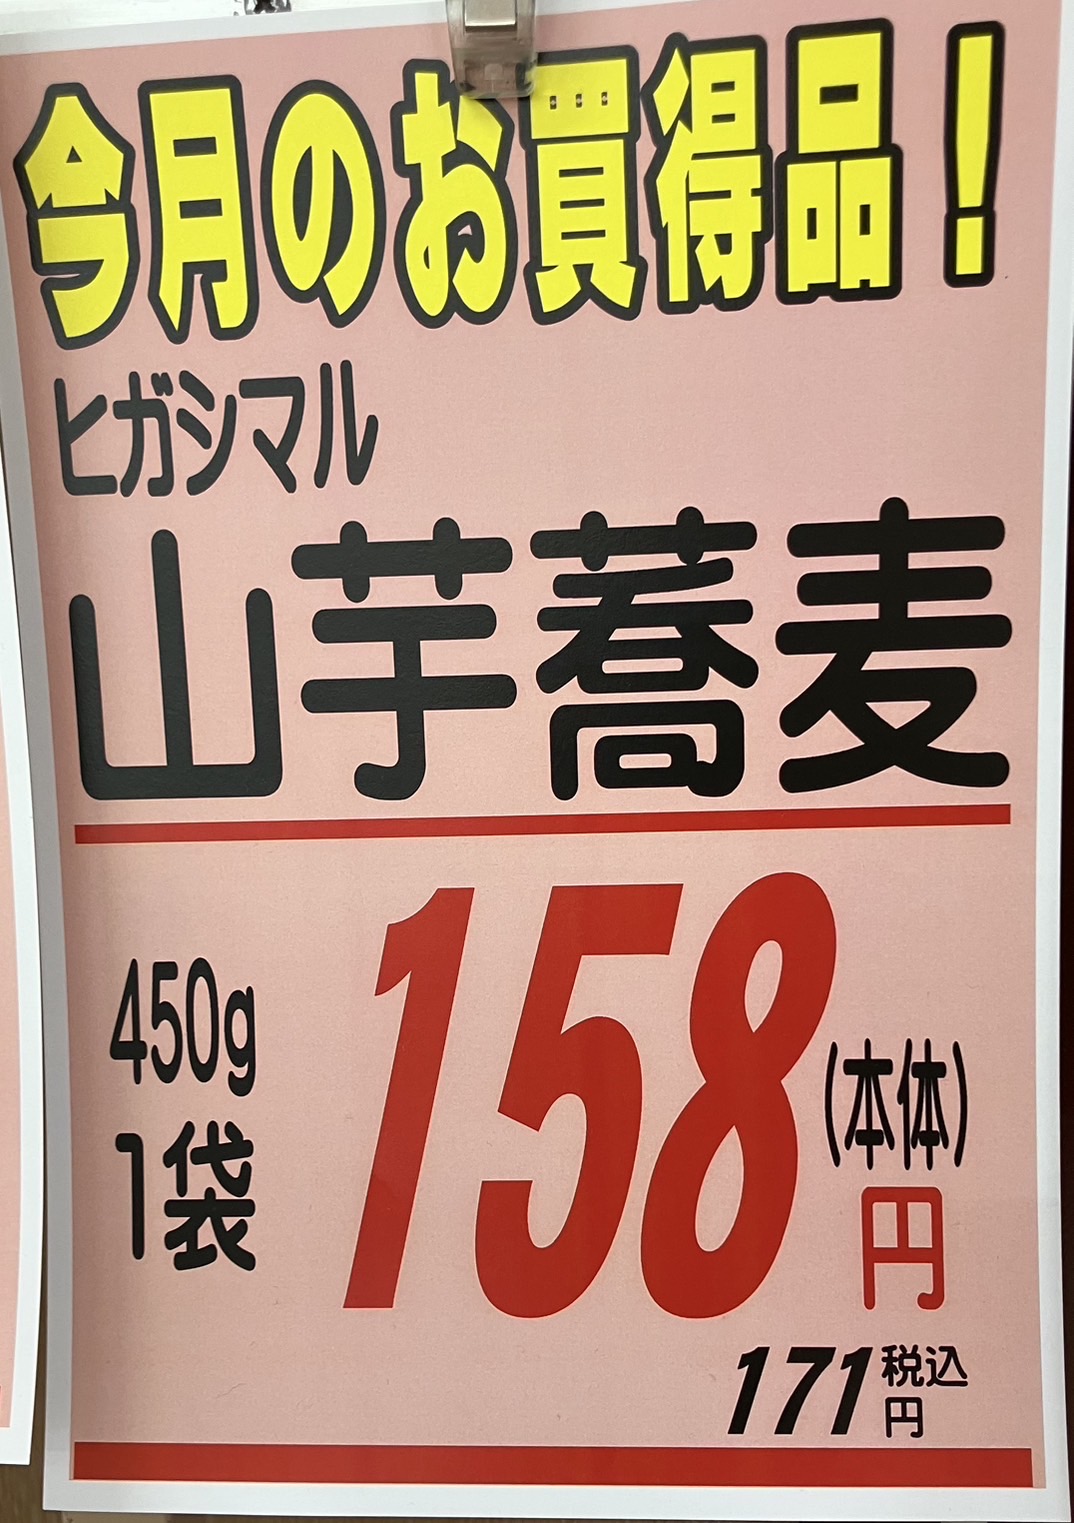 今月のお買得品!
ヒガシマル
山芋蕎麦
450g
1袋
158
(本体)
円
171
税込
円